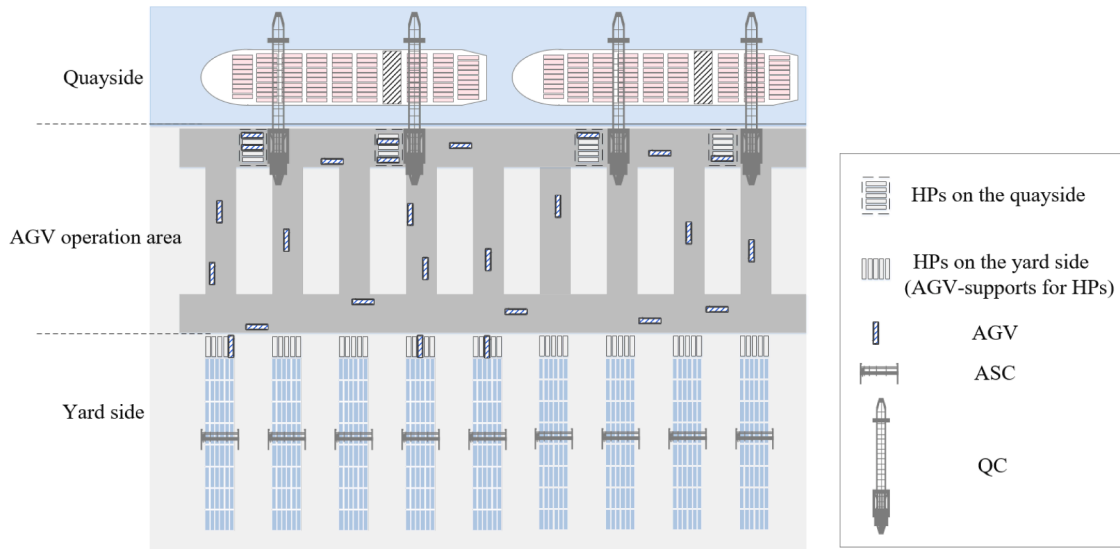 Quayside
AGV operation area
Yard side
HPs on the quayside
HPs on the yard side
(AGV-supports for HPs)
AGV
ASC
QC